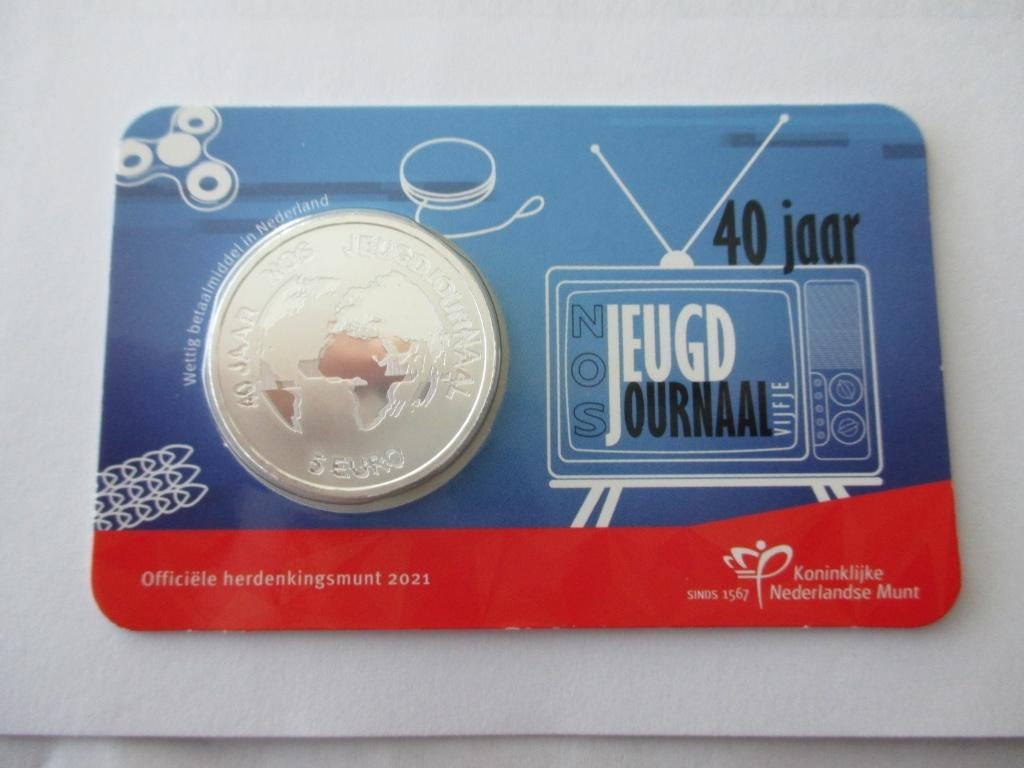 Wettig betaalmiddel in Nederland
40 JAAR NOS JEUGDJOURNAAL
5 EURO
40 jaar
NOS
JEUGD
JOURNAAL
VIJFJE
Officiële herdenkingsmunt 2021
SINDS 1567
Koninklijke
Nederlandse Munt